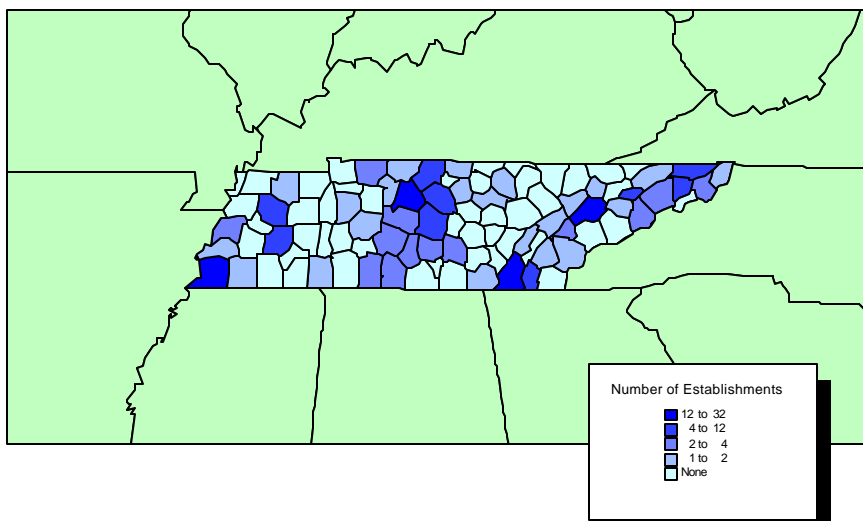 Number of Establishments
12 to 32
4 to 12
2 to 4
1 to 2
None